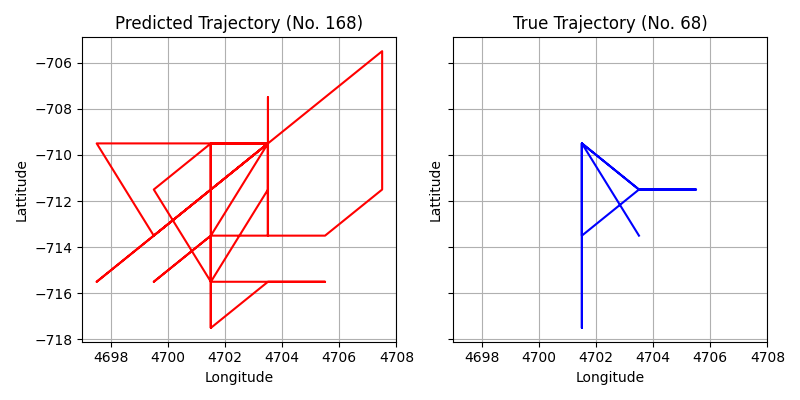 Predicted Trajectory (No. 168)
True Trajectory (No. 68)
−706
−708
−710
−712
−714
−716
−718
Lattitude
Lattitude
4698 4700 4702 4704 4706 4708
4698 4700 4702 4704 4706 4708
Longitude
Longitude